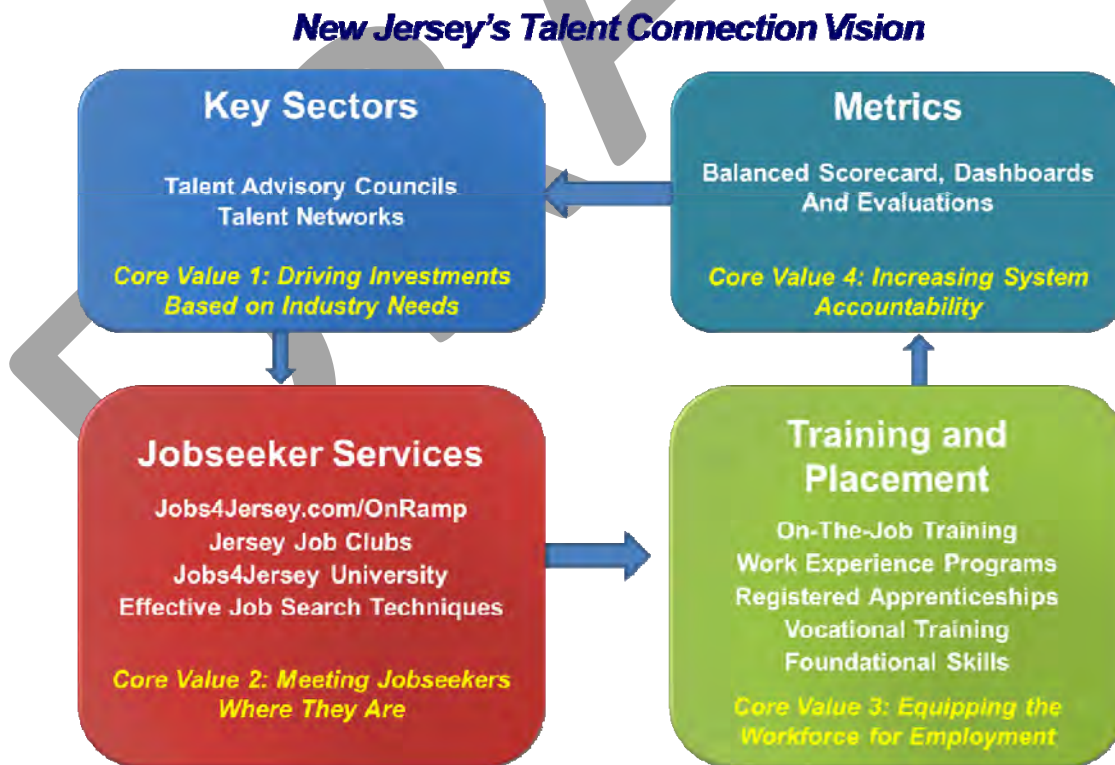 New Jersey's Talent Connection Vision
Key Sectors
Talent Advisory Councils
Talent Networks
Core Value 1: Driving Investments
Based on Industry Needs
Metrics
Balanced Scorecard, Dashboards
And Evaluations
Core Value 4: Increasing System
Accountability
Jobseeker Services
Jobs4Jersey.com/OnRamp
Jersey Job Clubs
Jobs4Jersey University
Effective Job Search Techniques
Core Value 2: Meeting Jobseekers
Where They Are
Training and
Placement
On-The-Job Training
Work Experience Programs
Registered Apprenticeships
Vocational Training
Foundational Skills
Core Value 3: Equipping the
Workforce for Employment